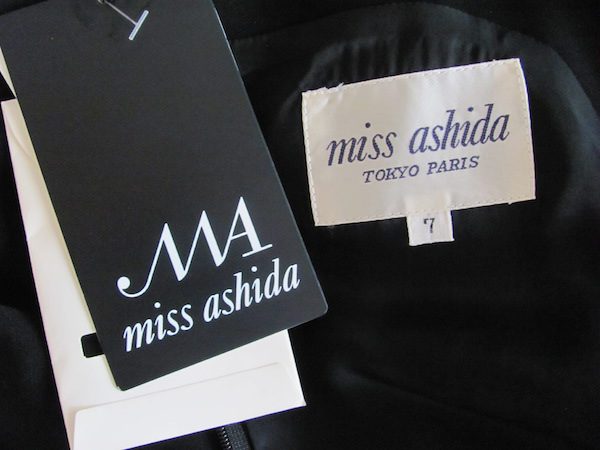 MA
miss ashida
miss ashida
TOKYO PARIS
7